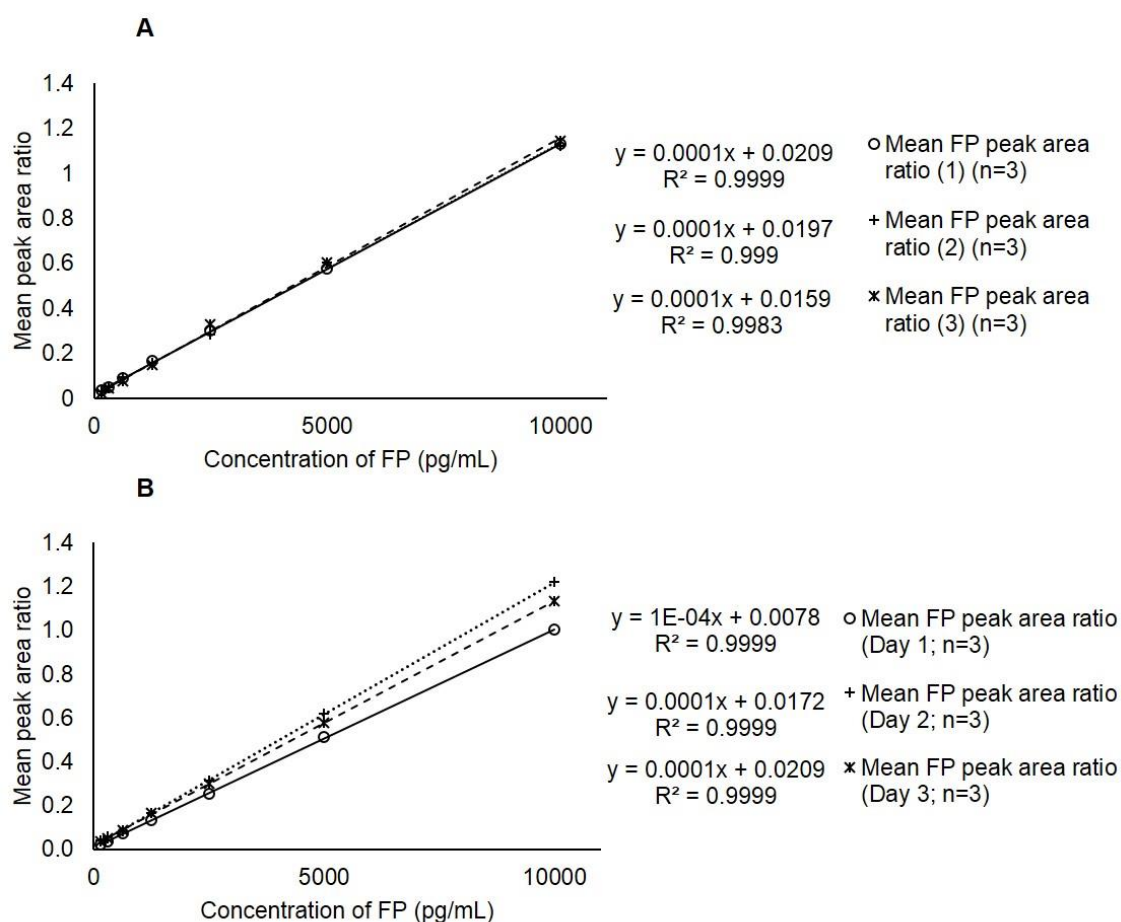 A
1.4
1.2
1
0.8
0.6
0.4
0.2
0
Mean peak area ratio
0
5000
10000
Concentration of FP (pg/mL)
y = 0.0001x + 0.0209
R² = 0.9999
y = 0.0001x + 0.0197
R² = 0.999
y = 0.0001x + 0.0159
R² = 0.9983
Mean FP peak area
ratio (1) (n=3)
Mean FP peak area
ratio (2) (n=3)
Mean FP peak area
ratio (3) (n=3)
B
1.4
1.2
1.0
0.8
0.6
0.4
0.2
0.0
Mean peak area ratio
0
5000
10000
Concentration of FP (pg/mL)
y = 1E-04x + 0.0078
R² = 0.9999
y = 0.0001x + 0.0172
R² = 0.9999
y = 0.0001x + 0.0209
R² = 0.9999
Mean FP peak area ratio
(Day 1; n=3)
Mean FP peak area ratio
(Day 2; n=3)
Mean FP peak area ratio
(Day 3; n=3)